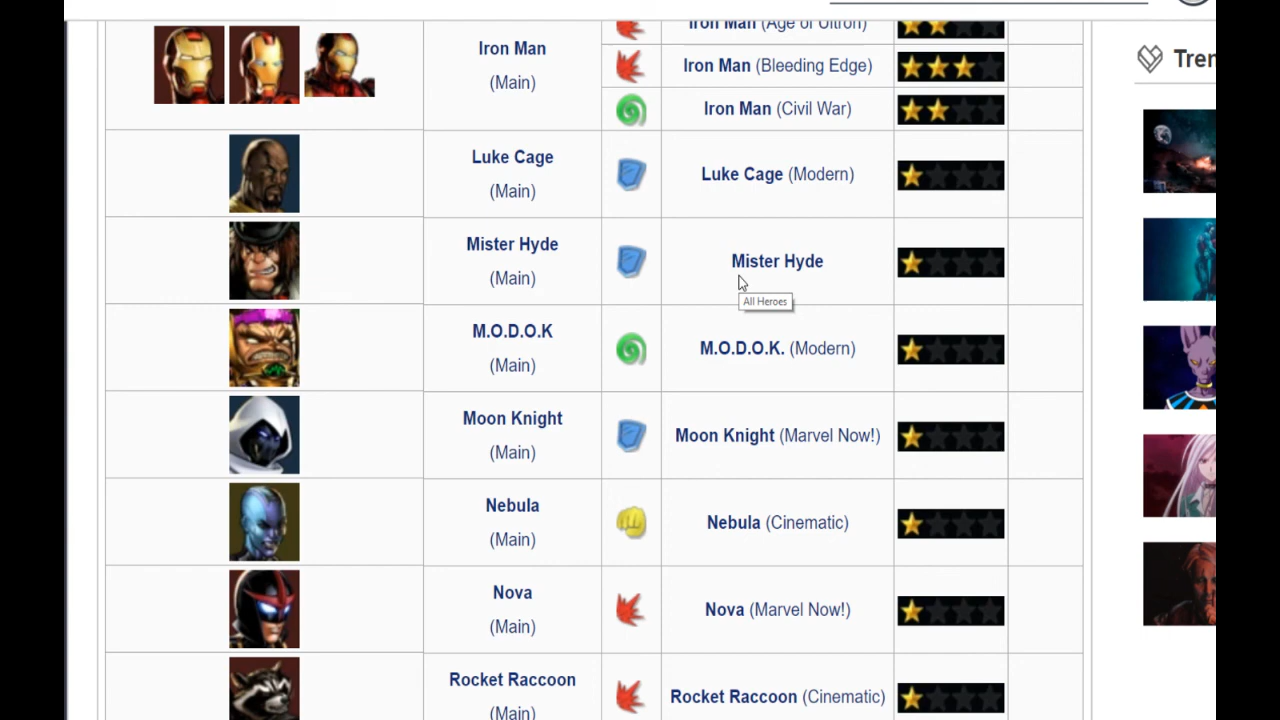 Iron Man (Age of Ultron)
Iron Man
(Main)
Iron Man (Bleeding Edge)
Iron Man (Civil War)
Luke Cage
(Main)
Luke Cage (Modern)
Mister Hyde
(Main)
Mister Hyde
All Heroes
M.O.D.O.K
(Main)
M.O.D.O.K. (Modern)
Moon Knight
(Main)
Moon Knight (Marvel Now!)
Nebula
(Main)
Nebula (Cinematic)
Nova
(Main)
Nova (Marvel Now!)
Rocket Raccoon
(Main)
Rocket Raccoon (Cinematic)
Tren